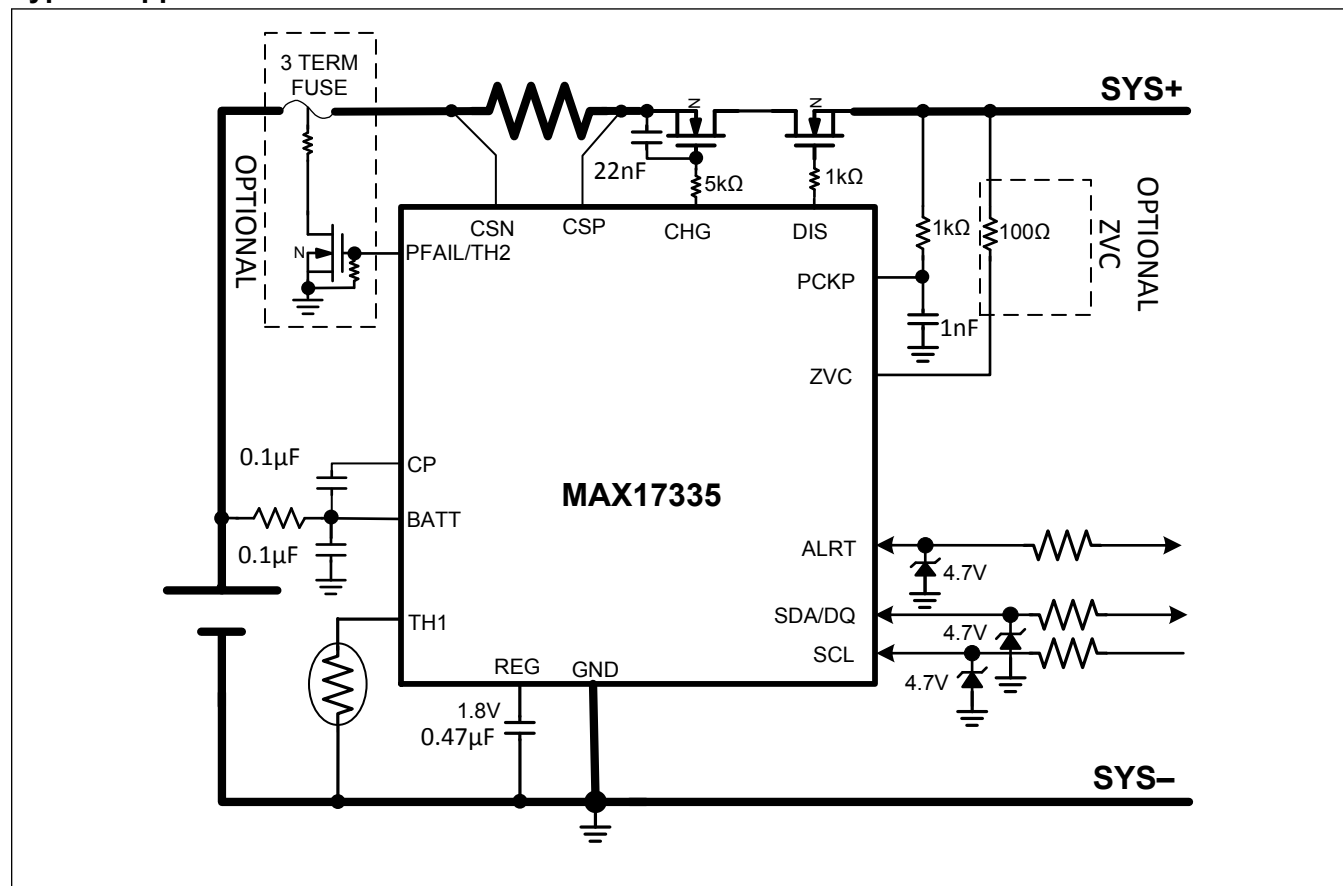 3 TERM
FUSE
SYS+
OPTIONAL
22nF
5kΩ
1kΩ
CSN
CSP
CHG
DIS
1kΩ
100Ω
OPTIONAL
ZVC
N
N
N
PFAIL/TH2
PCKP
1nF
ZVC
0.1µF
CP
MAX17335
BATT
0.1µF
ALRT
4.7V
TH1
SDA/DQ
4.7V
SCL
REG
GND
4.7V
1.8V
0.47µF
SYS–